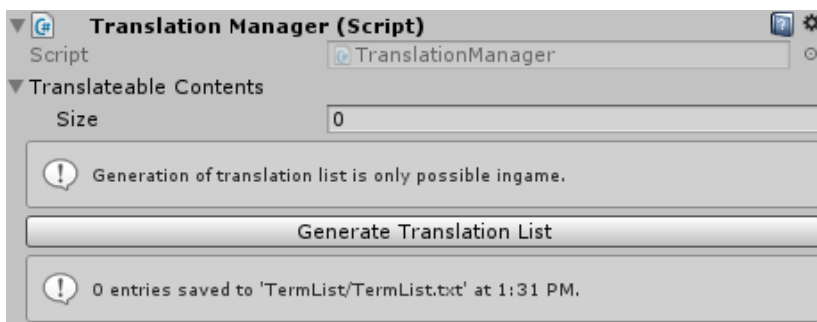 Translation Manager (Script)
Script TranslationManager
Translateable Contents
Size 0
Generation of translation list is only possible ingame.
Generate Translation List
0 entries saved to 'TermList/TermList.txt' at 1:31 PM.